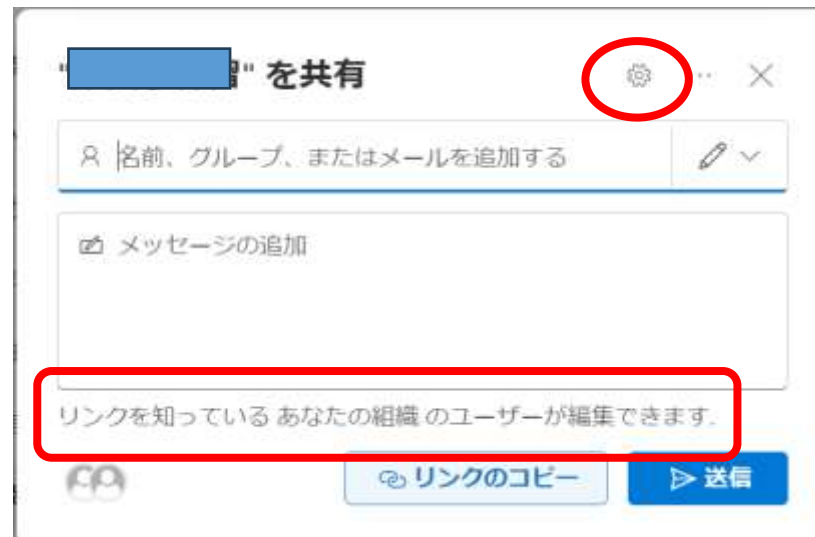 " " を共有
名前、グループ、またはメールを追加する
メッセージの追加
リンクを知っている あなたの組織 のユーザーが編集できます.
リンクのコピー
送信